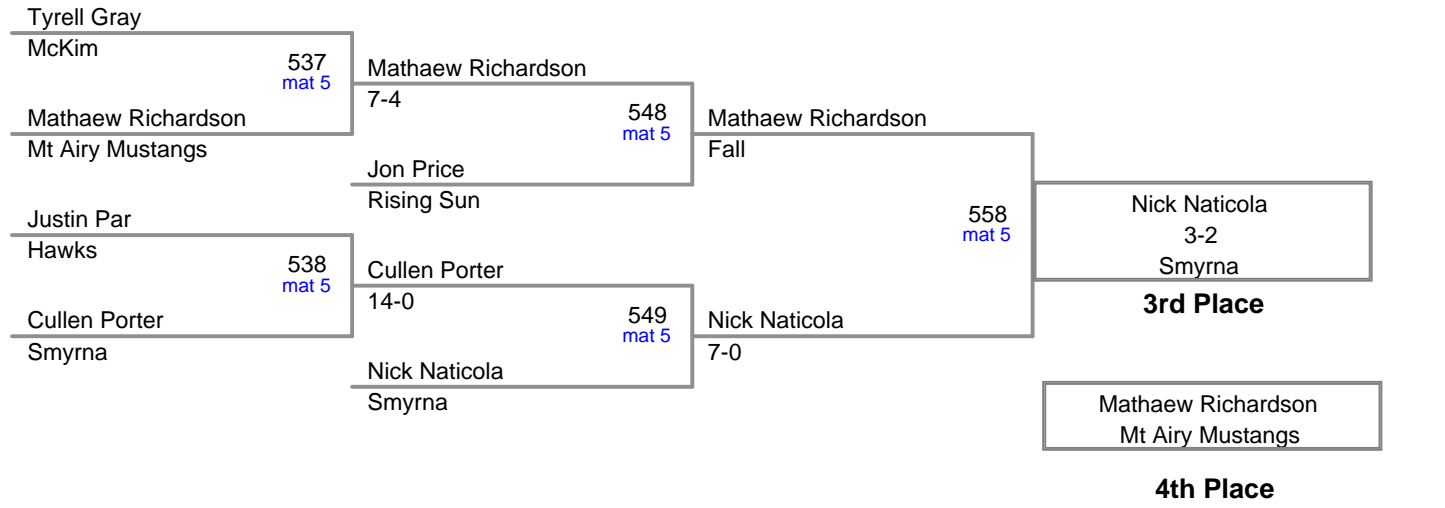 Tyrell Gray
McKim
537
mat 5
Mathaew Richardson
7-4
Mathaew Richardson
Mt Airy Mustangs
548
mat 5
Mathaew Richardson
Fall
Jon Price
Rising Sun
Justin Par
Hawks
558
mat 5
Nick Naticola
3-2
Smyrna
3rd Place
538
mat 5
Cullen Porter
14-0
Cullen Porter
Smyrna
549
mat 5
Nick Naticola
7-0
Nick Naticola
Smyrna
Mathaew Richardson
Mt Airy Mustangs
4th Place